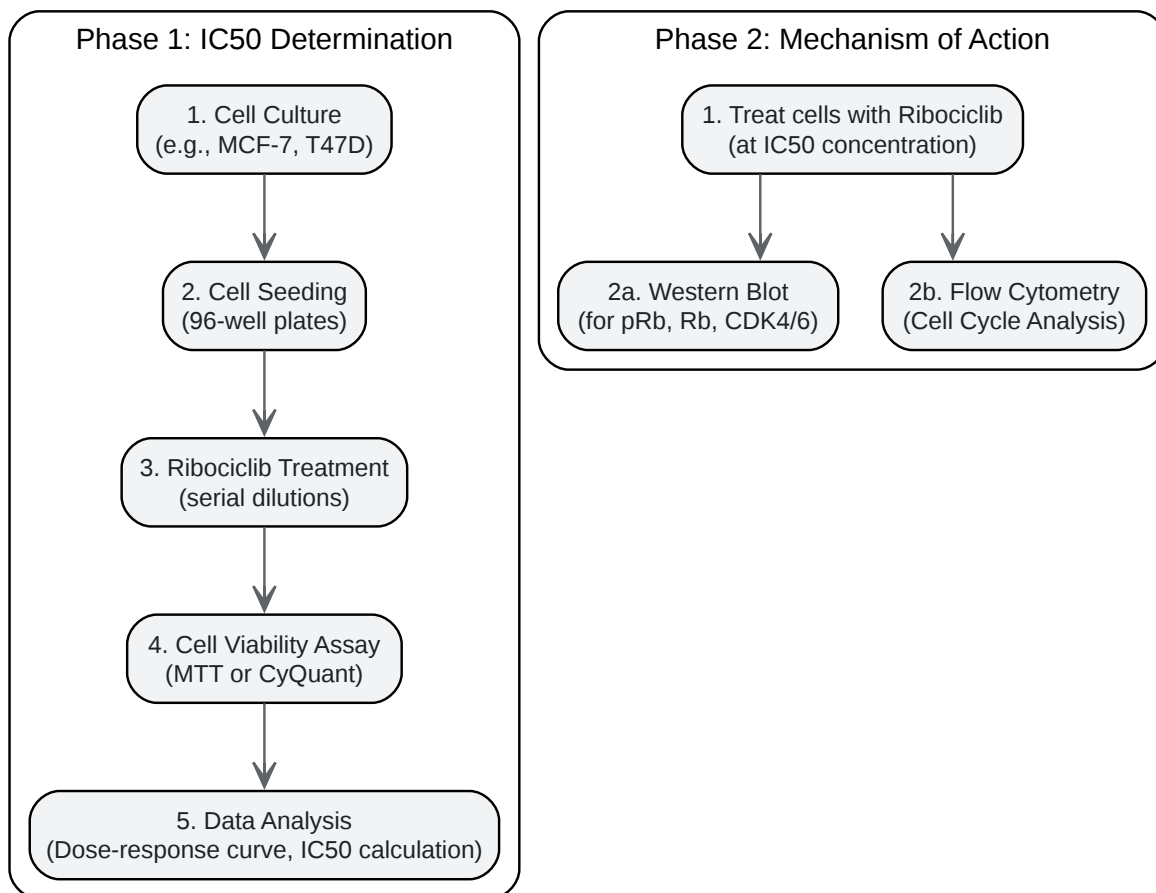 Phase 1: IC50 Determination
1. Cell Culture
(e.g., MCF-7, T47D)
2. Cell Seeding
(96-well plates)
3. Ribociclib Treatment
(serial dilutions)
4. Cell Viability Assay
(MTT or CyQuant)
5. Data Analysis
(Dose-response curve, IC50 calculation)
Phase 2: Mechanism of Action
1. Treat cells with Ribociclib
(at IC50 concentration)
2a. Western Blot
(for pRb, Rb, CDK4/6)
2b. Flow Cytometry
(Cell Cycle Analysis)